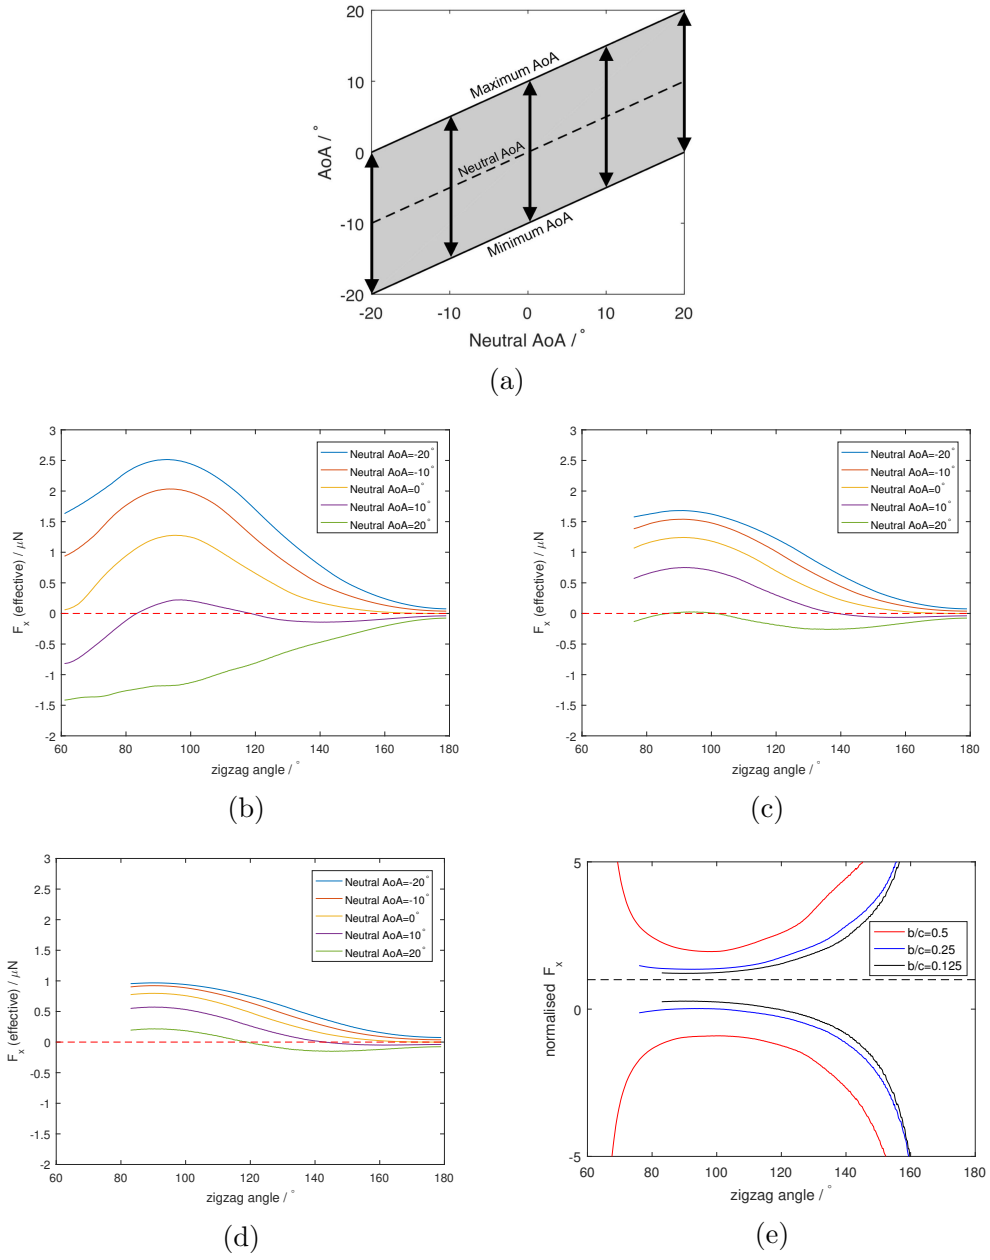 20
10
0
-10
-20
AoA / °
Maximum AoA
Neutral AoA
Minimum AoA
-20 -10 0 10 20
Neutral AoA / °
(a)
3
2.5
2
1.5
1
0.5
0
-0.5
-1
-1.5
-2
Fx (effective) / μN
Neutral AoA=-20°
Neutral AoA=-10°
Neutral AoA=0°
Neutral AoA=10°
Neutral AoA=20°
60 80 100 120 140 160 180
zigzag angle / °
(b)
3
2.5
2
1.5
1
0.5
0
-0.5
-1
-1.5
-2
Fx (effective) / μN
Neutral AoA=-20°
Neutral AoA=-10°
Neutral AoA=0°
Neutral AoA=10°
Neutral AoA=20°
60 80 100 120 140 160 180
zigzag angle / °
(c)
3
2.5
2
1.5
1
0.5
0
-0.5
-1
-1.5
-2
Fx (effective) / μN
Neutral AoA=-20°
Neutral AoA=-10°
Neutral AoA=0°
Neutral AoA=10°
Neutral AoA=20°
60 80 100 120 140 160 180
zigzag angle / °
(d)
5
0
-5
normalised Fx
b/c=0.5
b/c=0.25
b/c=0.125
60 80 100 120 140 160 180
zigzag angle / °
(e)